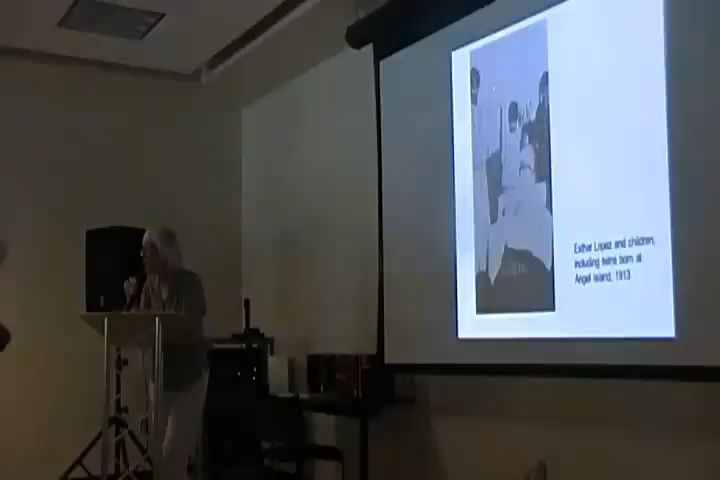 Esther Lopez and children,
including twins born at
Angel Island, 1913